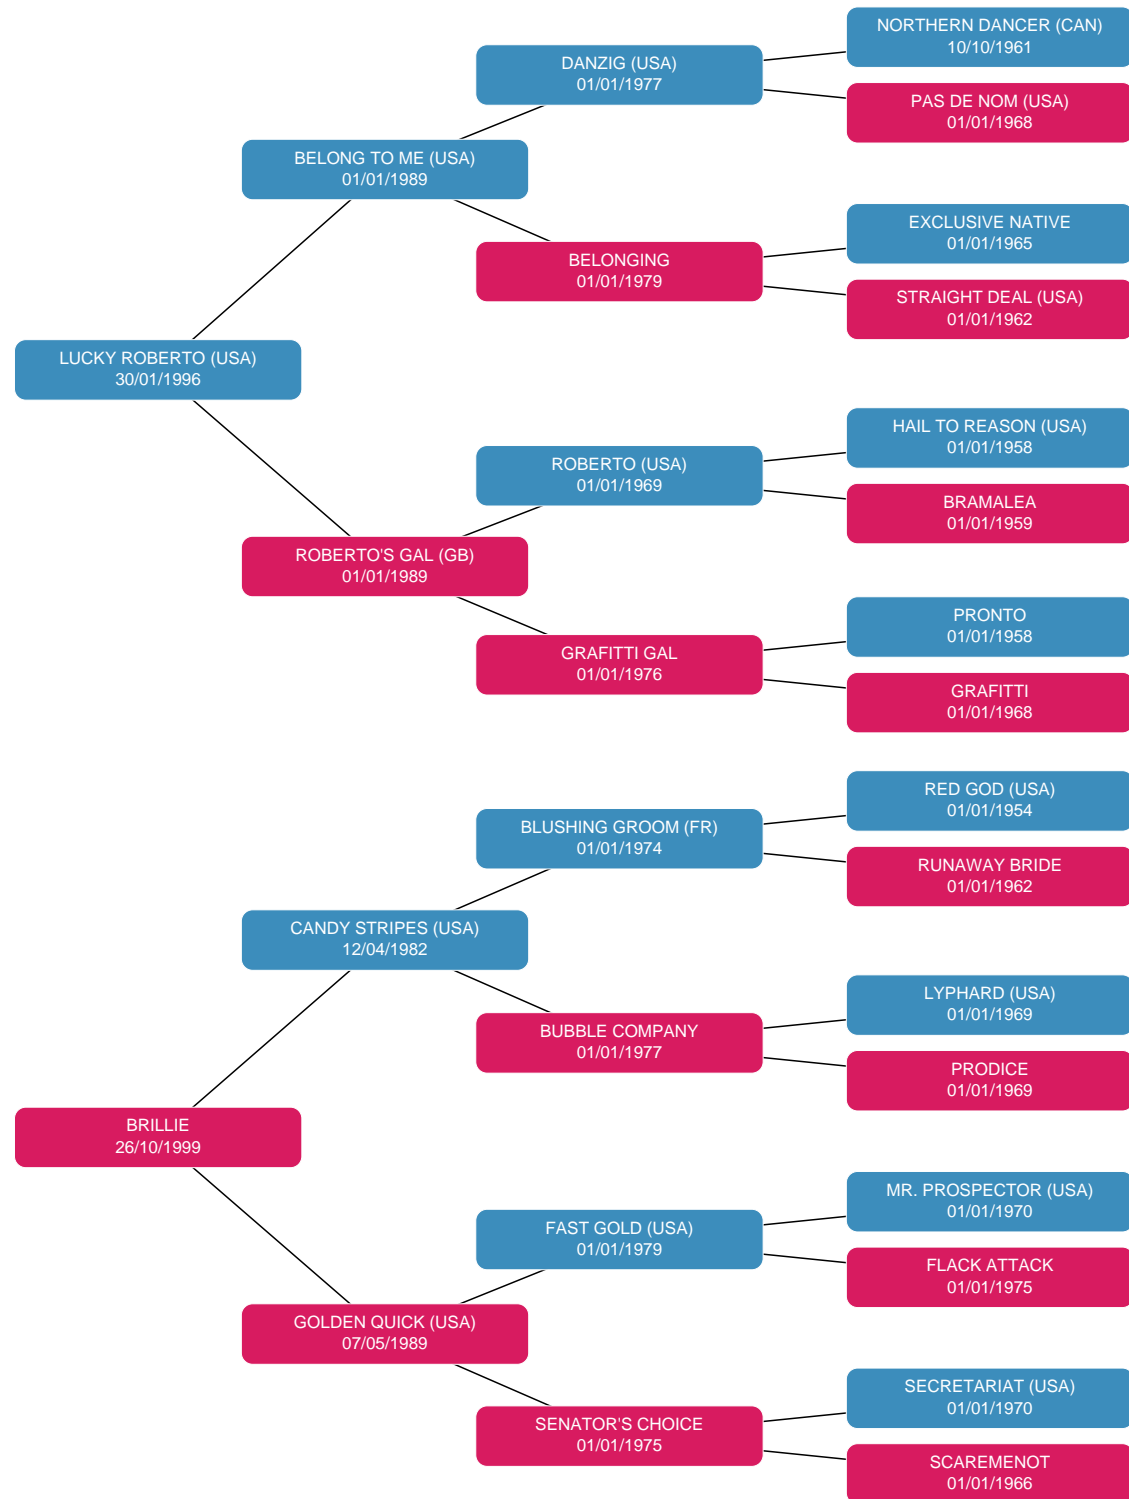 NORTHERN DANCER (CAN)
10/10/1961
DANZIG (USA)
01/01/1977
PAS DE NOM (USA)
01/01/1968
BELONG TO ME (USA)
01/01/1989
EXCLUSIVE NATIVE
01/01/1965
BELONGING
01/01/1979
STRAIGHT DEAL (USA)
01/01/1962
LUCKY ROBERTO (USA)
30/01/1996
HAIL TO REASON (USA)
01/01/1958
ROBERTO (USA)
01/01/1969
BRAMALEA
01/01/1959
ROBERTO'S GAL (GB)
01/01/1989
PRONTO
01/01/1958
GRAFITTI GAL
01/01/1976
GRAFITTI
01/01/1968
RED GOD (USA)
01/01/1954
BLUSHING GROOM (FR)
01/01/1974
RUNAWAY BRIDE
01/01/1962
CANDY STRIPES (USA)
12/04/1982
LYPHARD (USA)
01/01/1969
BUBBLE COMPANY
01/01/1977
PRODICE
01/01/1969
BRILLIE
26/10/1999
MR. PROSPECTOR (USA)
01/01/1970
FAST GOLD (USA)
01/01/1979
FLACK ATTACK
01/01/1975
GOLDEN QUICK (USA)
07/05/1989
SECRETARIAT (USA)
01/01/1970
SENATOR'S CHOICE
01/01/1975
SCAREMENOT
01/01/1966